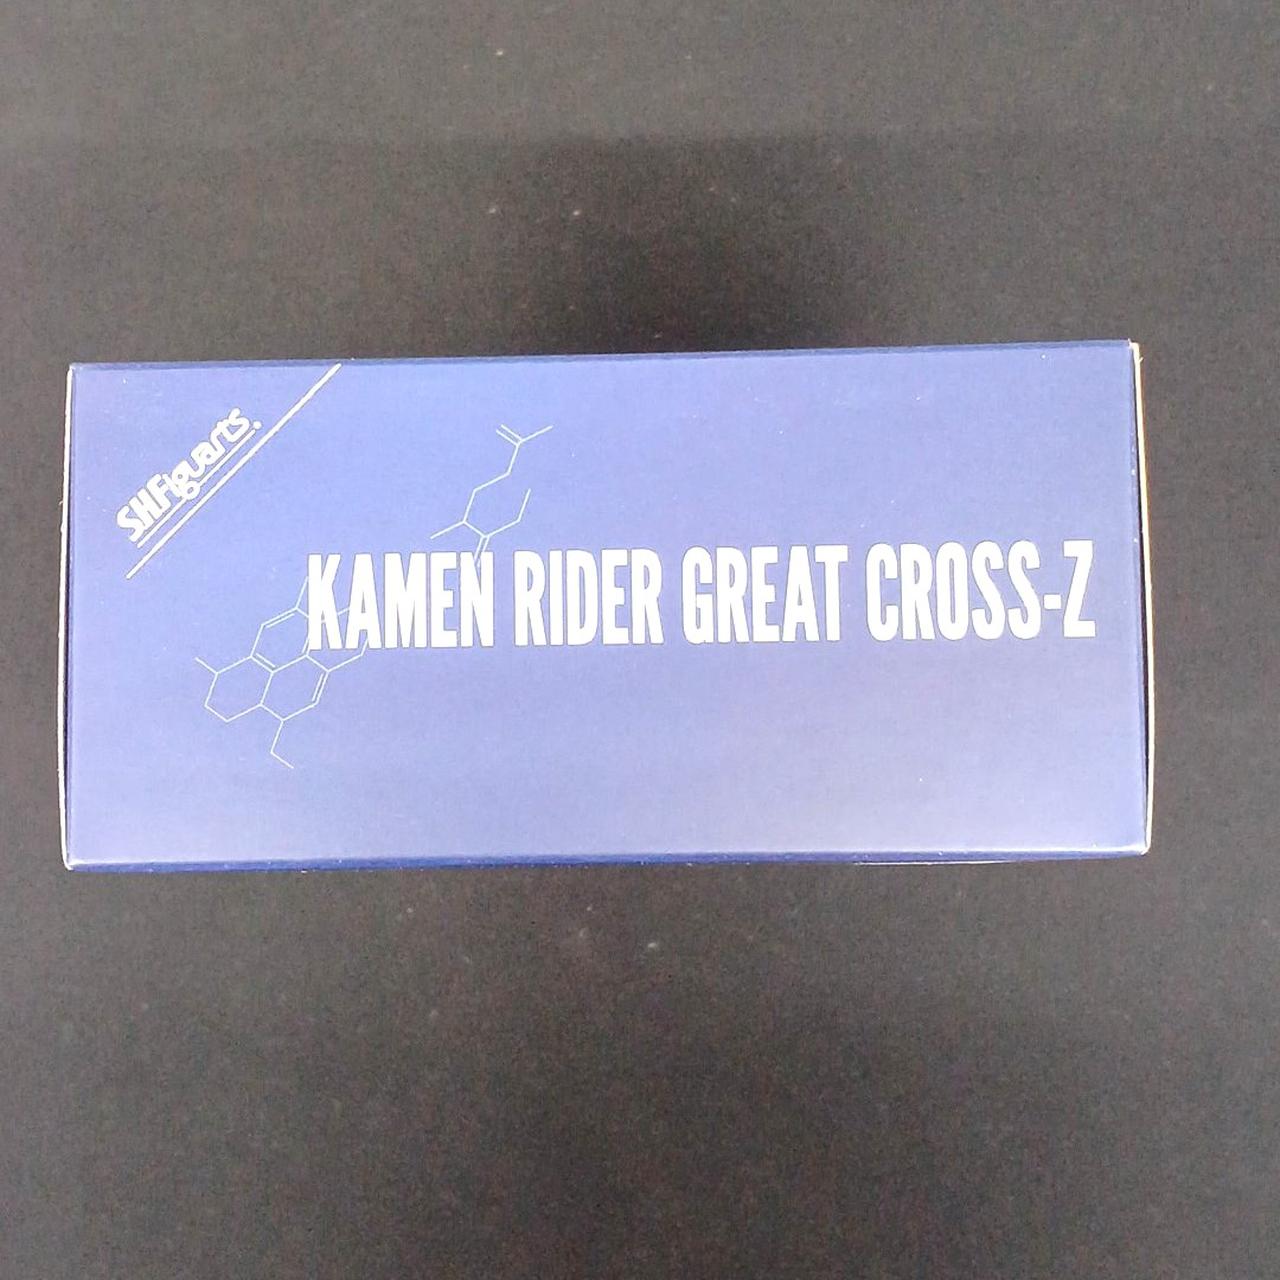 S.H.Figuarts.
KAMEN RIDER GREAT CROSS-Z